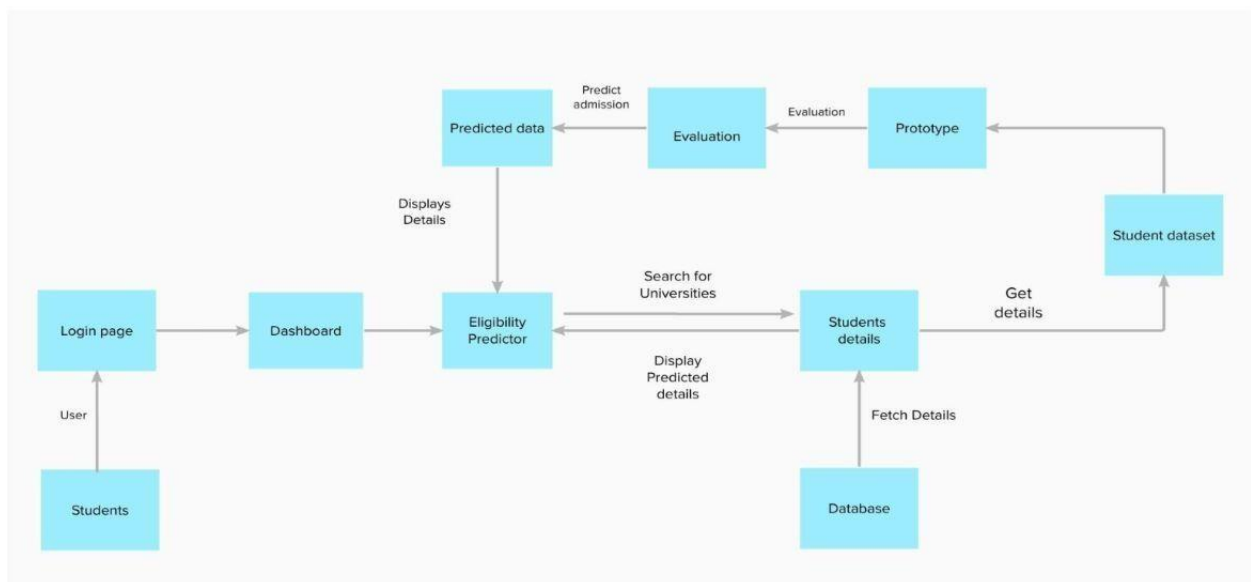 Predict
admission
Predicted data
Evaluation
Evaluation
Prototype
Displays
Details
Student dataset
Search for
Universities
Get
details
Login page
Dashboard
Eligibility
Predictor
Students
details
Display
Predicted
details
User
Fetch Details
Students
Database